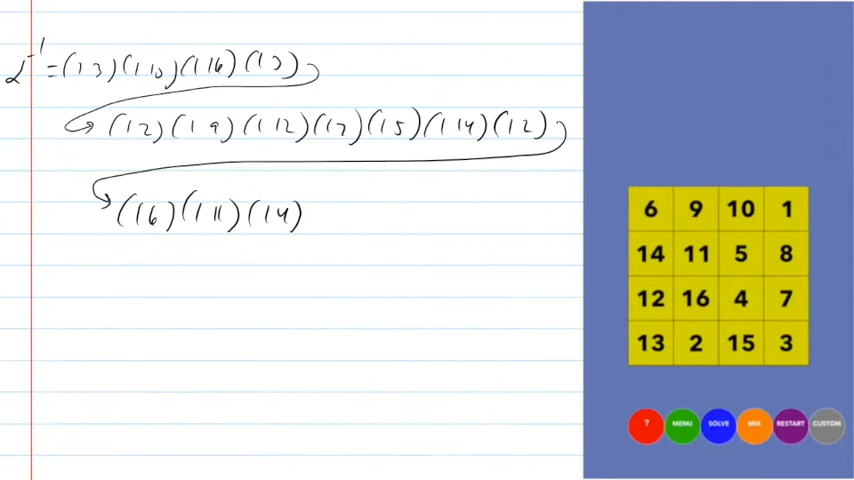 α⁻¹ = (1 3)(1 10)(1 16)(1 3)
(1 2)(1 9)(1 12)(1 7)(1 5)(1 14)(1 2)
(1 6)(1 11)(1 4)
6 9 10 1
14 11 5 8
12 16 4 7
13 2 15 3
? MENU SOLVE MIX RESTART CUSTOM